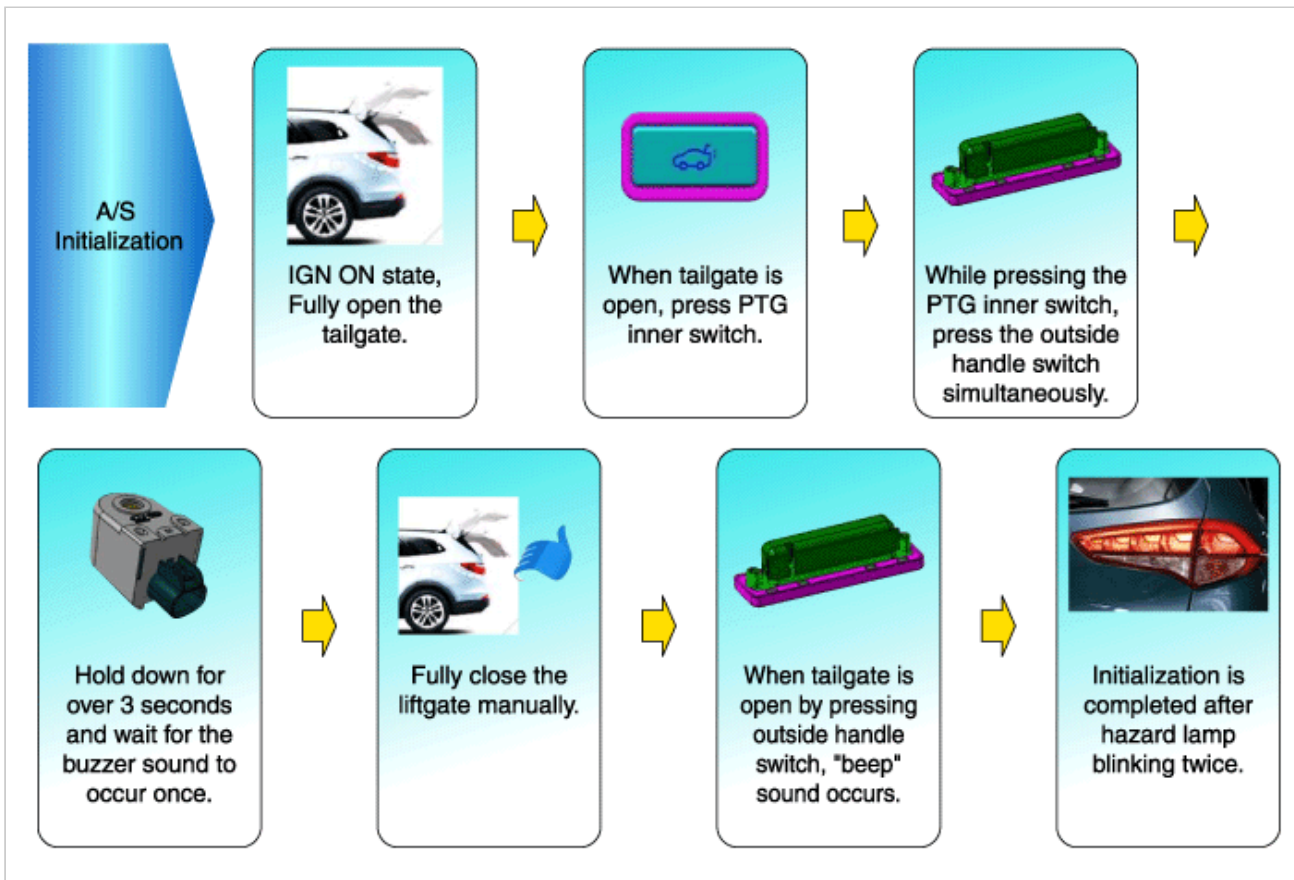 A/S
Initialization
IGN ON state,
Fully open the
tailgate.
When tailgate is
open, press PTG
inner switch.
While pressing the
PTG inner switch,
press the outside
handle switch
simultaneously.
Hold down for
over 3 seconds
and wait for the
buzzer sound to
occur once.
Fully close the
liftgate manually.
When tailgate is
open by pressing
outside handle
switch, "beep"
sound occurs.
Initialization is
completed after
hazard lamp
blinking twice.